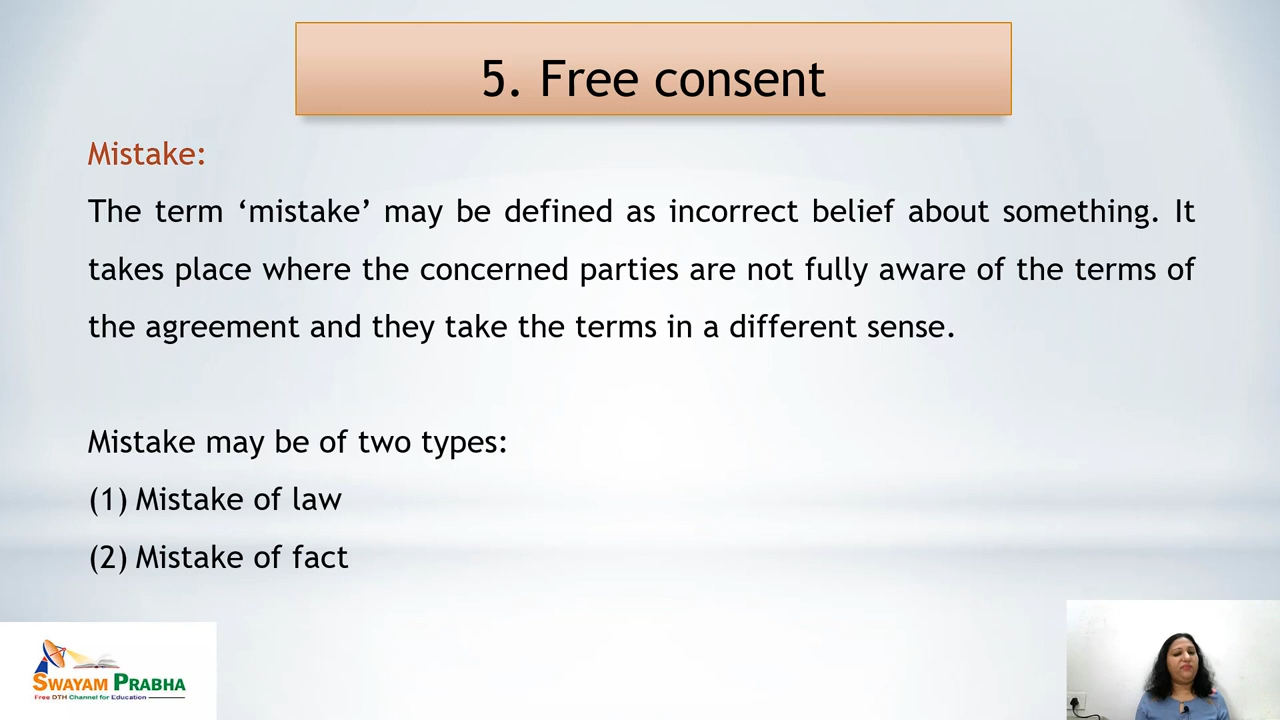 5. Free consent
Mistake:
The term ‘mistake’ may be defined as incorrect belief about something. It
takes place where the concerned parties are not fully aware of the terms of
the agreement and they take the terms in a different sense.
Mistake may be of two types:
(1) Mistake of law
(2) Mistake of fact
SWAYAM PRABHA
Free DTH Channel for Education